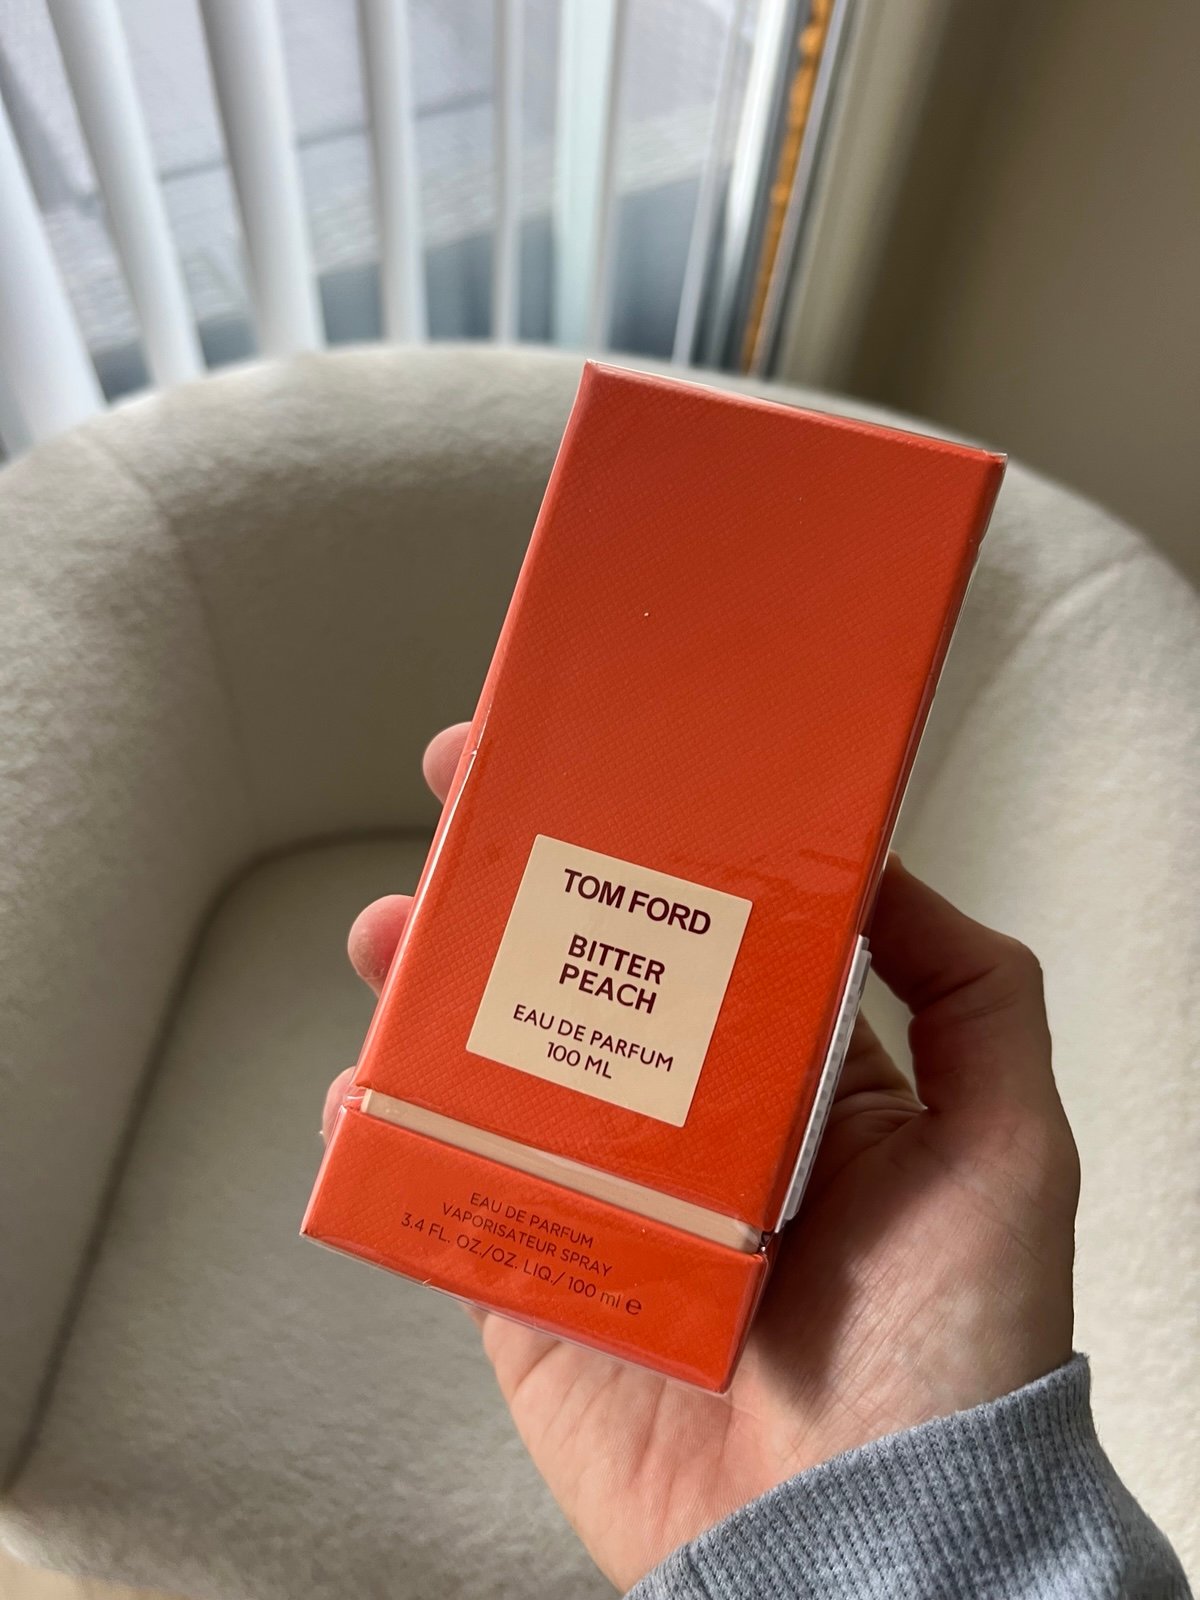 TOM FORD
BITTER
PEACH
EAU DE PARFUM
100 ML
EAU DE PARFUM
VAPORISATEUR SPRAY
3.4 FL. OZ./OZ. LIQ./ 100 ml ℮